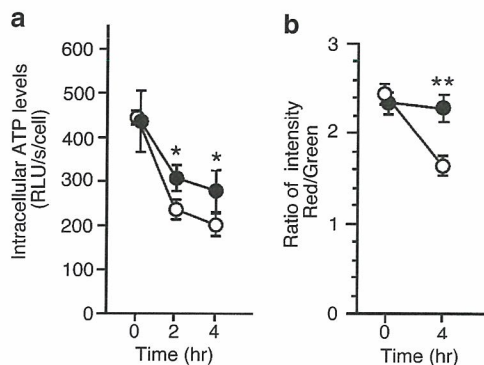 a
Intracellular ATP levels
(RLU/s/cell)
600
500
400
300
200
100
0
*
*
0 2 4
Time (hr)
b
Ratio of intensity
Red/Green
3
2
1
0
**
0 4
Time (hr)